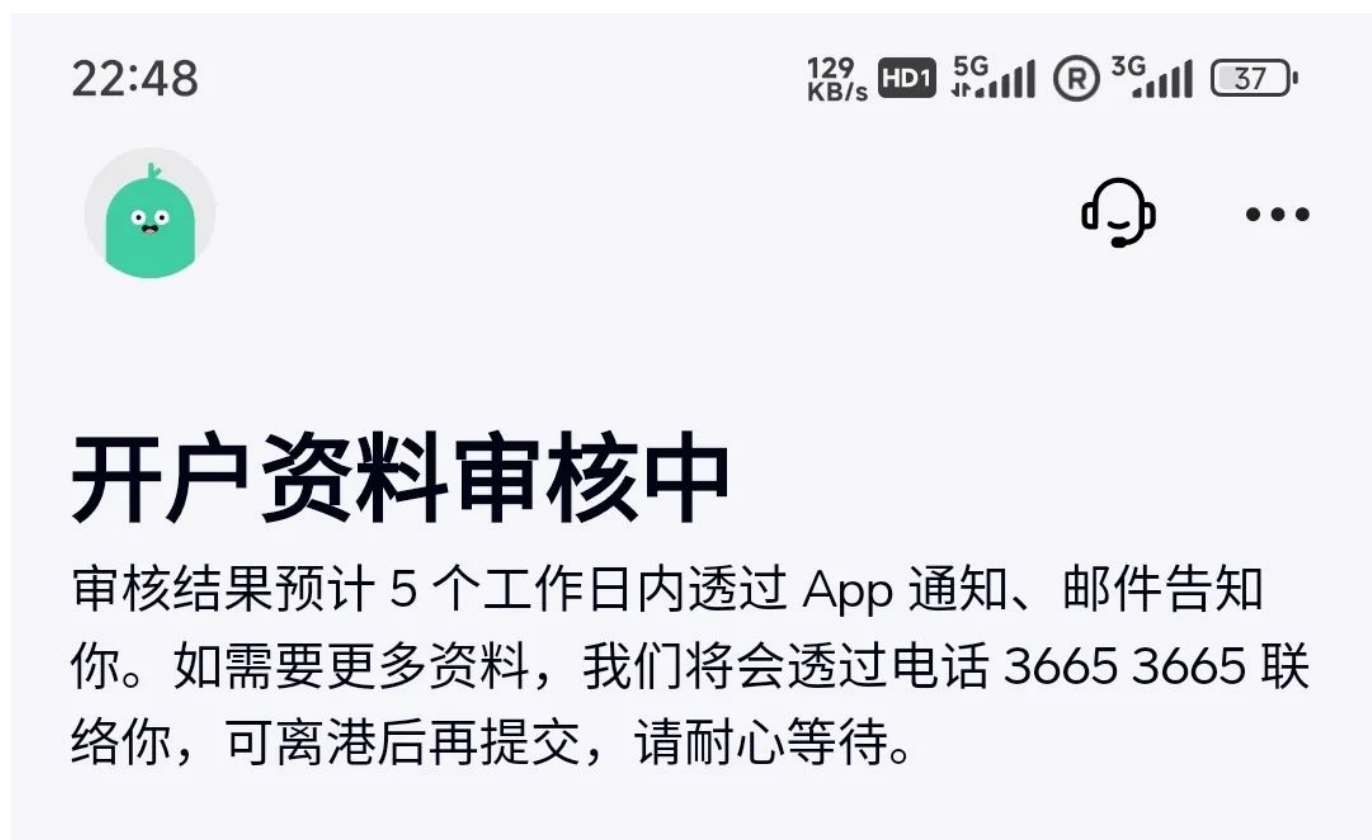 22:48
129
KB/s
HD1
5G
R
3G
37
开户资料审核中
审核结果预计 5 个工作日内透过 App 通知、邮件告知
你。如需要更多资料，我们将会透过电话 3665 3665 联
络你，可离港后再提交，请耐心等待。